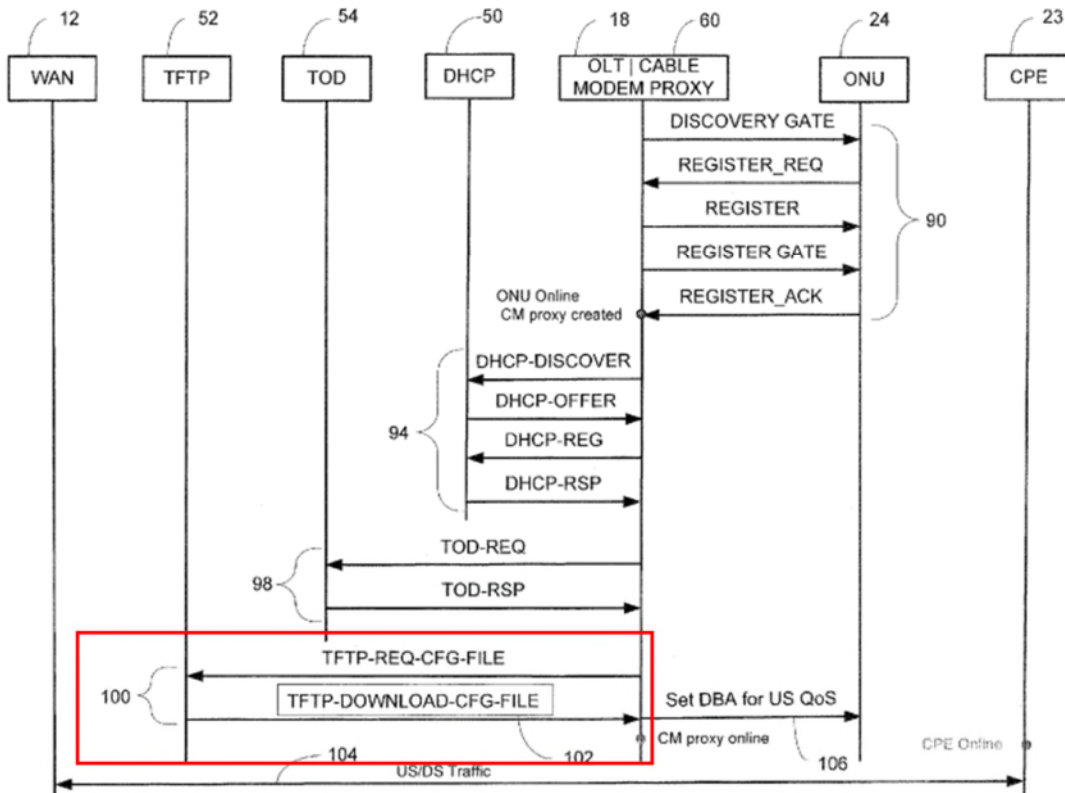 12 52 54 50 18 60 24 23
WAN TFTP TOD DHCP OLT | CABLE MODEM PROXY ONU CPE
DISCOVERY GATE
REGISTER_REQ
REGISTER
90
REGISTER GATE
ONU Online
REGISTER_ACK
CM proxy created
DHCP-DISCOVER
DHCP-OFFER
94
DHCP-REG
DHCP-RSP
TOD-REQ
98
TOD-RSP
TFTP-REQ-CFG-FILE
100
TFTP-DOWNLOAD-CFG-FILE
Set DBA for US QoS
CM proxy online
CPE Online
104
102
106
US/DS Traffic